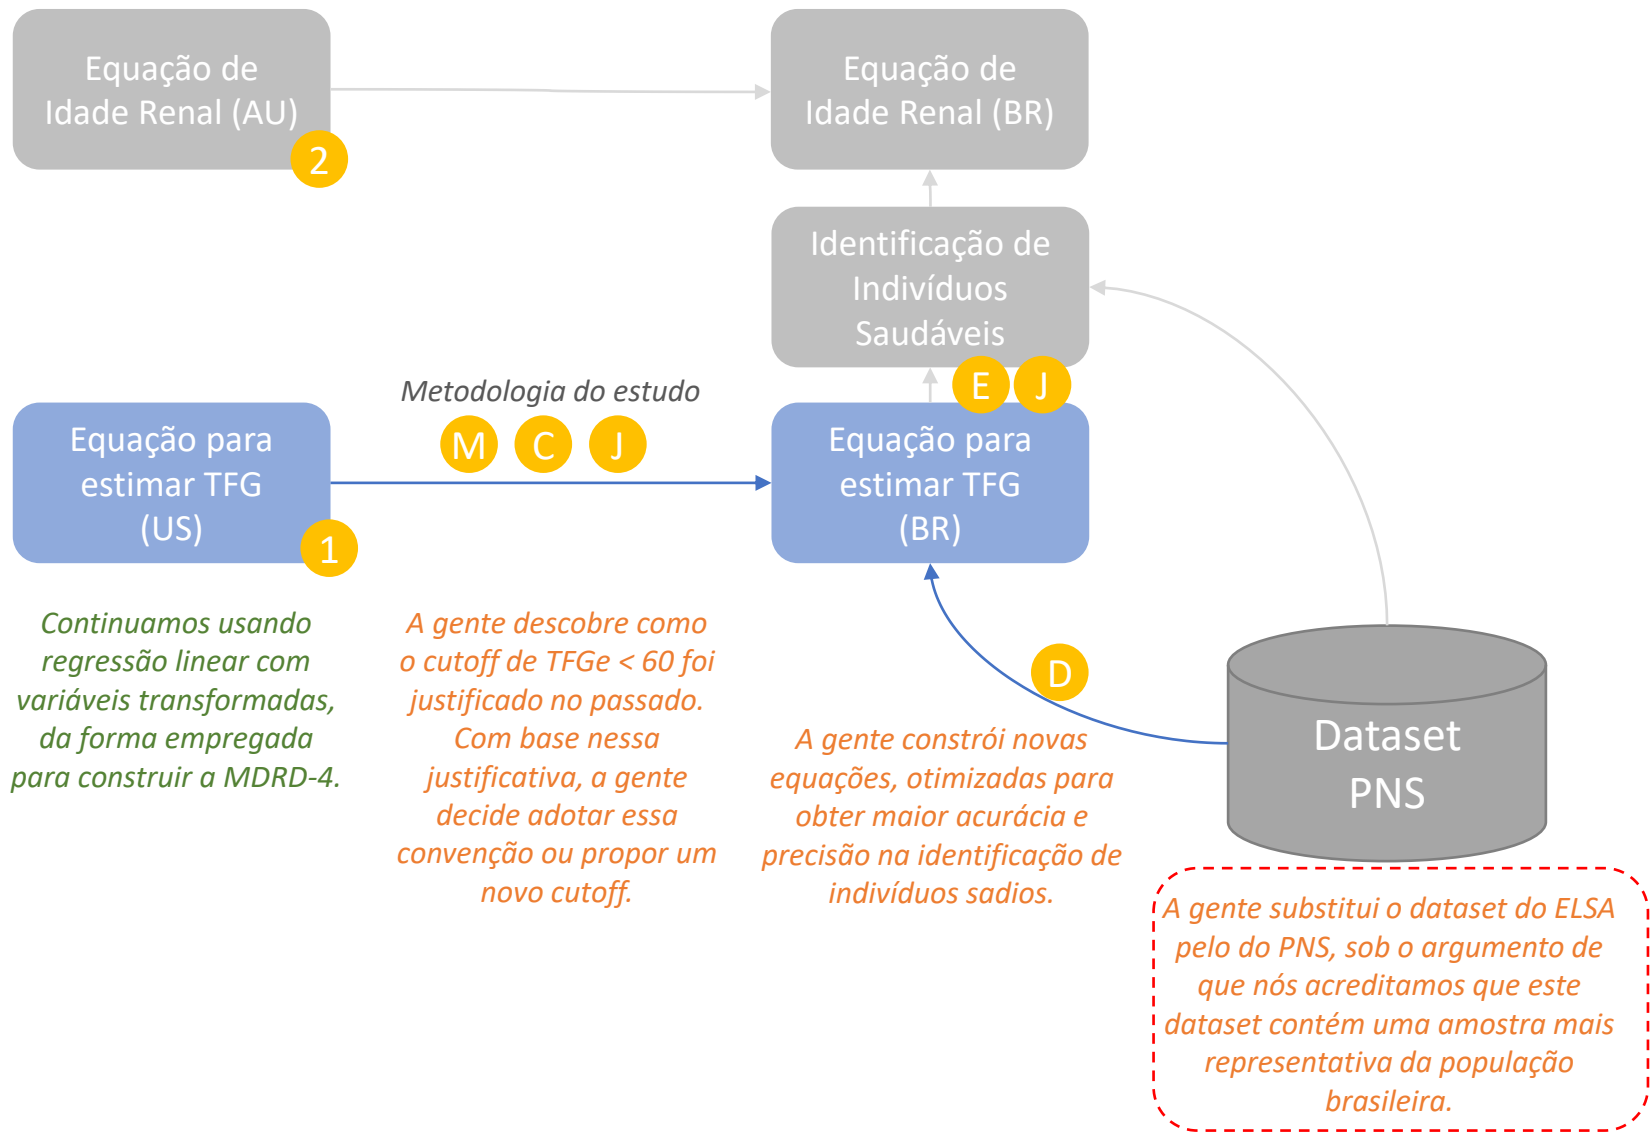 Equação de
Idade Renal (AU)
2
Equação de
Idade Renal (BR)
Identificação de
Indivíduos
Saudáveis
E J
Metodologia do estudo
M C J
Equação para
estimar TFG
(US)
1
Equação para
estimar TFG
(BR)
Continuamos usando
regressão linear com
variáveis transformadas,
da forma empregada
para construir a MDRD-4.
A gente descobre como
o cutoff de TFGe < 60 foi
justificado no passado.
Com base nessa
justificativa, a gente
decide adotar essa
convenção ou propor um
novo cutoff.
D
A gente constrói novas
equações, otimizadas para
obter maior acurácia e
precisão na identificação de
indivíduos sadios.
Dataset
PNS
A gente substitui o dataset do ELSA
pelo do PNS, sob o argumento de
que nós acreditamos que este
dataset contém uma amostra mais
representativa da população
brasileira.